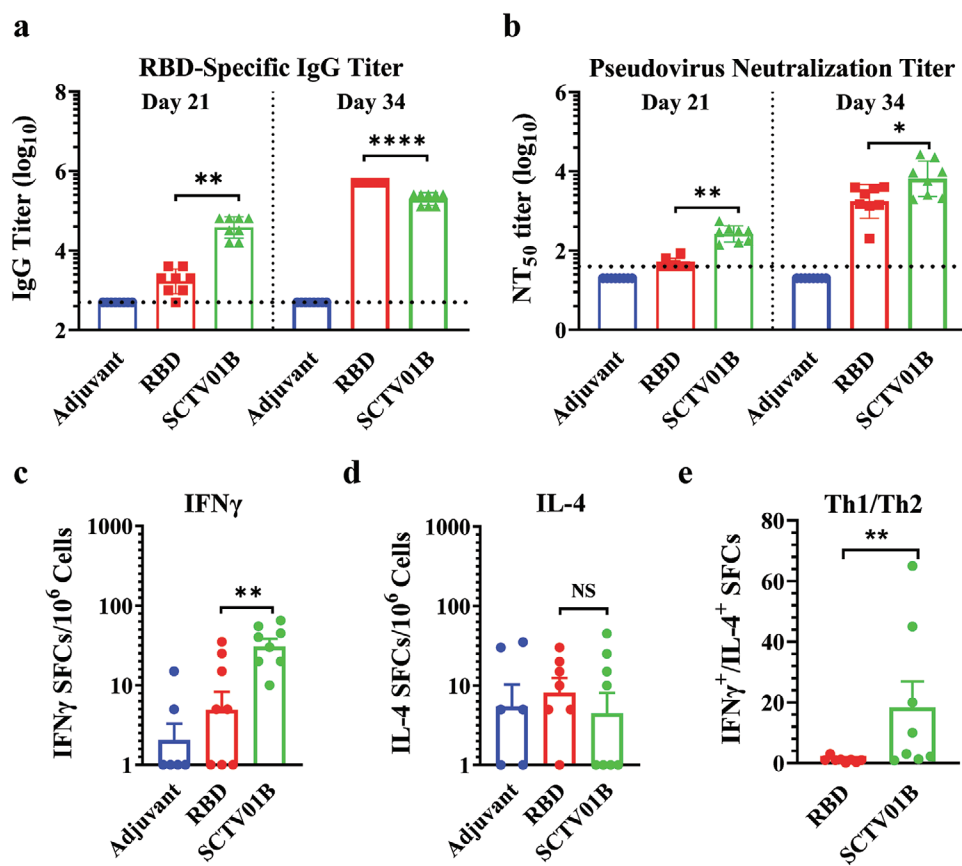 a
RBD-Specific IgG Titer
Day 21
Day 34
IgG Titer (log10)
8
6
4
2
**
****
Adjuvant
RBD
SCTV01B
Adjuvant
RBD
SCTV01B
b
Pseudovirus Neutralization Titer
Day 21
Day 34
NT50 titer (log10)
6
4
2
0
**
*
Adjuvant
RBD
SCTV01B
Adjuvant
RBD
SCTV01B
c
IFNγ
IFNγ SFCs/10^6 Cells
1000
100
10
1
**
Adjuvant
RBD
SCTV01B
d
IL-4
IL-4 SFCs/10^6 Cells
1000
100
10
1
NS
Adjuvant
RBD
SCTV01B
e
Th1/Th2
IFNγ+/IL-4+ SFCs
80
60
40
20
0
**
RBD
SCTV01B